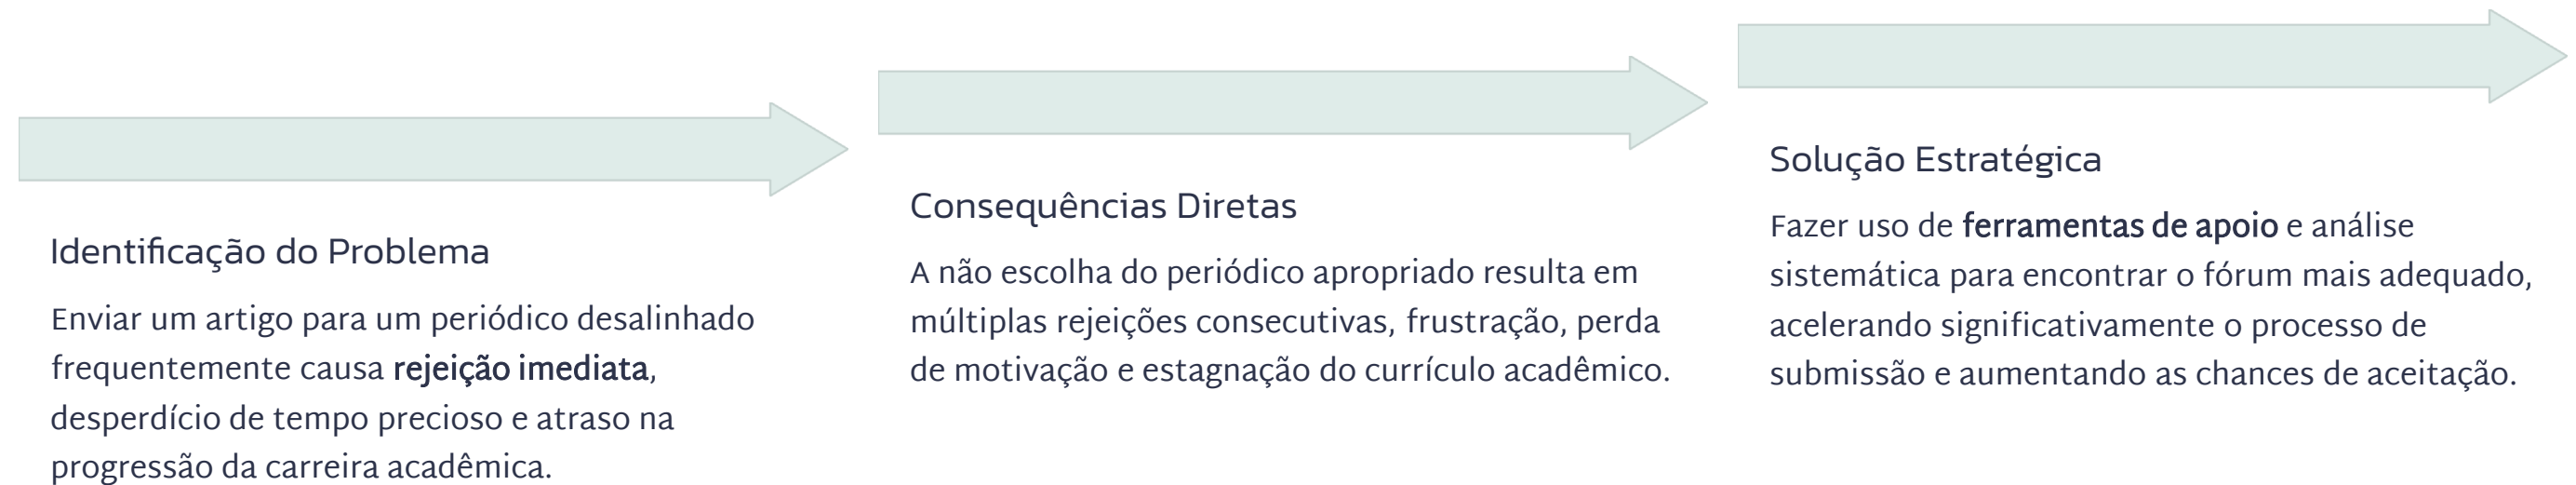 Identificação do Problema
Enviar um artigo para um periódico desalinhado
frequentemente causa rejeição imediata,
desperdício de tempo precioso e atraso na
progressão da carreira acadêmica.
Consequências Diretas
A não escolha do periódico apropriado resulta em
múltiplas rejeições consecutivas, frustração, perda
de motivação e estagnação do currículo acadêmico.
Solução Estratégica
Fazer uso de ferramentas de apoio e análise
sistemática para encontrar o fórum mais adequado,
acelerando significativamente o processo de
submissão e aumentando as chances de aceitação.